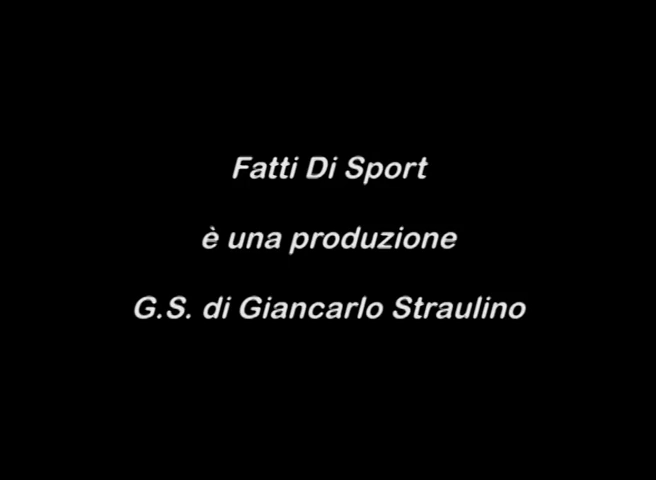 Fatti Di Sport
è una produzione
G.S. di Giancarlo Straulino